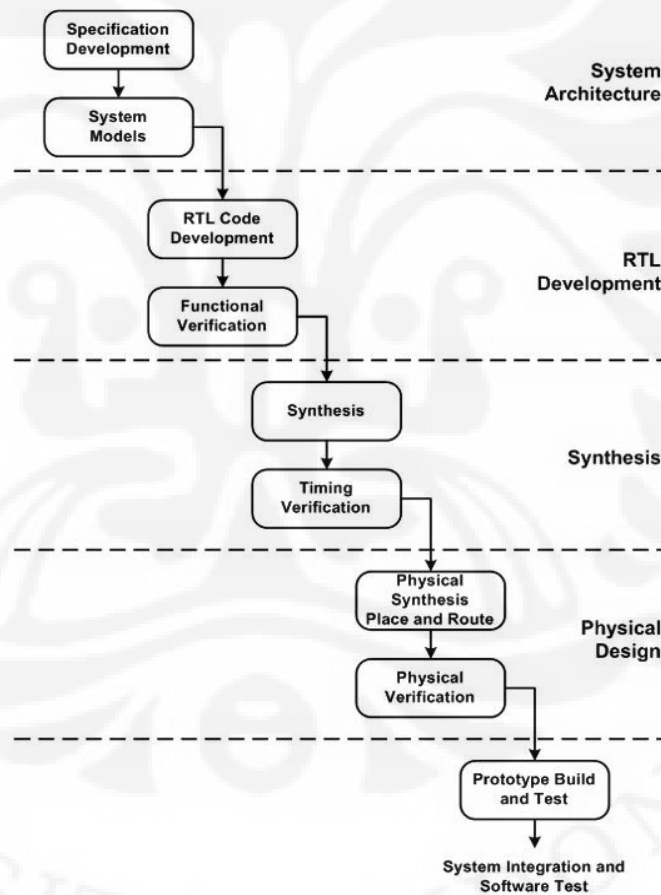 Specification
Development
System
Architecture
System
Models
RTL Code
Development
RTL
Development
Functional
Verification
Synthesis
Synthesis
Timing
Verification
Physical
Synthesis
Place and Route
Physical
Design
Physical
Verification
Prototype Build
and Test
System Integration and
Software Test